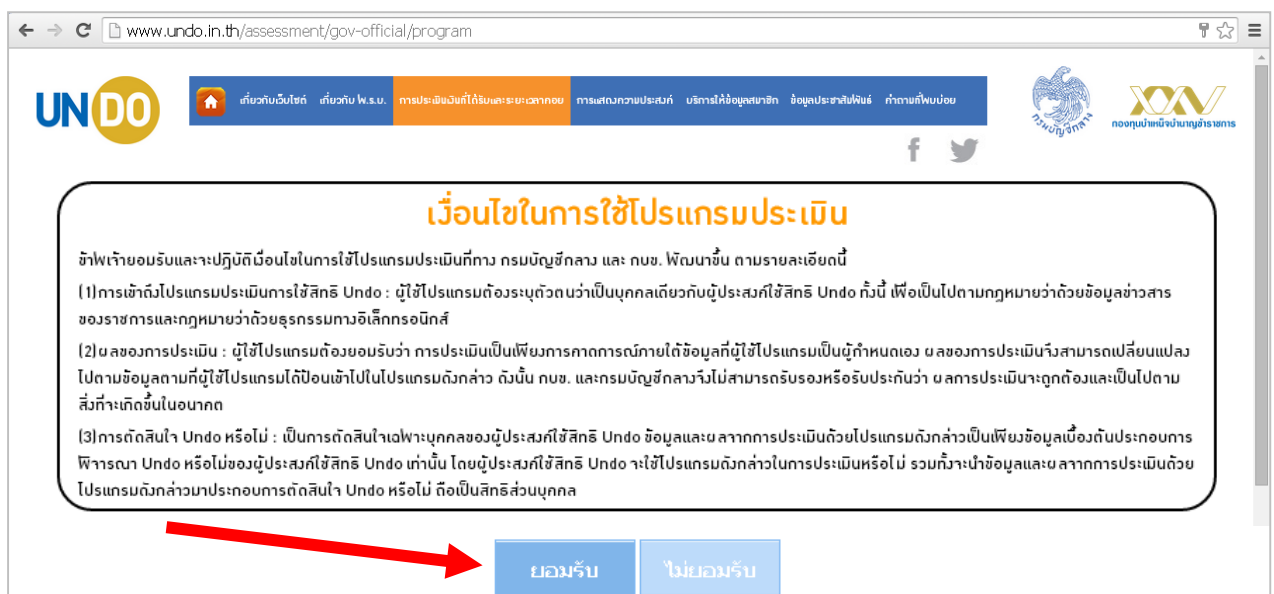 www.undo.in.th/assessment/gov-official/program
UNDO
เกี่ยวกับเว็บไซต์ เกี่ยวกับ พ.ร.บ. การประเมินเงินที่ได้รับและระยะเวลาถอย การแสดงความประสงค์ บริการให้ข้อมูลสมาชิก ข้อมูลประชาสัมพันธ์ คำถามที่พบบ่อย
กรมบัญชีกลาง
กองทุนบำเหน็จบำนาญข้าราชการ
เงื่อนไขในการใช้โปรแกรมประเมิน
ข้าพเจ้ายอมรับและจะปฏิบัติเงื่อนไขในการใช้โปรแกรมประเมินที่ทาง กรมบัญชีกลาง และ กบข. พัฒนาขึ้น ตามรายละเอียดนี้
(1)การเข้าถึงโปรแกรมประเมินการใช้สิทธิ Undo : ผู้ใช้โปรแกรมต้องระบุตัวตนว่าเป็นบุคคลเดียวกับผู้ประสงค์ใช้สิทธิ Undo ทั้งนี้ เพื่อเป็นไปตามกฎหมายว่าด้วยข้อมูลข่าวสาร
ของราชการและกฎหมายว่าด้วยธุรกรรมทางอิเล็กทรอนิกส์
(2)ผลของการประเมิน : ผู้ใช้โปรแกรมต้องยอมรับว่า การประเมินเป็นเพียงการคาดการณ์ภายใต้ข้อมูลที่ผู้ใช้โปรแกรมเป็นผู้กำหนดเอง ผลของการประเมินจึงสามารถเปลี่ยนแปลง
ไปตามข้อมูลตามที่ผู้ใช้โปรแกรมได้ป้อนเข้าไปในโปรแกรมดังกล่าว ดังนั้น กบข. และกรมบัญชีกลางจึงไม่สามารถรับรองหรือรับประกันว่า ผลการประเมินจะถูกต้องและเป็นไปตาม
สิ่งที่จะเกิดขึ้นในอนาคต
(3)การตัดสินใจ Undo หรือไม่ : เป็นการตัดสินใจเฉพาะบุคคลของผู้ประสงค์ใช้สิทธิ Undo ข้อมูลและผลจากการประเมินด้วยโปรแกรมดังกล่าวเป็นเพียงข้อมูลเบื้องต้นประกอบการ
พิจารณา Undo หรือไม่ของผู้ประสงค์ใช้สิทธิ Undo เท่านั้น โดยผู้ประสงค์ใช้สิทธิ Undo จะใช้โปรแกรมดังกล่าวในการประเมินหรือไม่ รวมทั้งจะนำข้อมูลและผลจากการประเมินด้วย
โปรแกรมดังกล่าวมาประกอบการตัดสินใจ Undo หรือไม่ ถือเป็นสิทธิส่วนบุคคล
ยอมรับ ไม่ยอมรับ